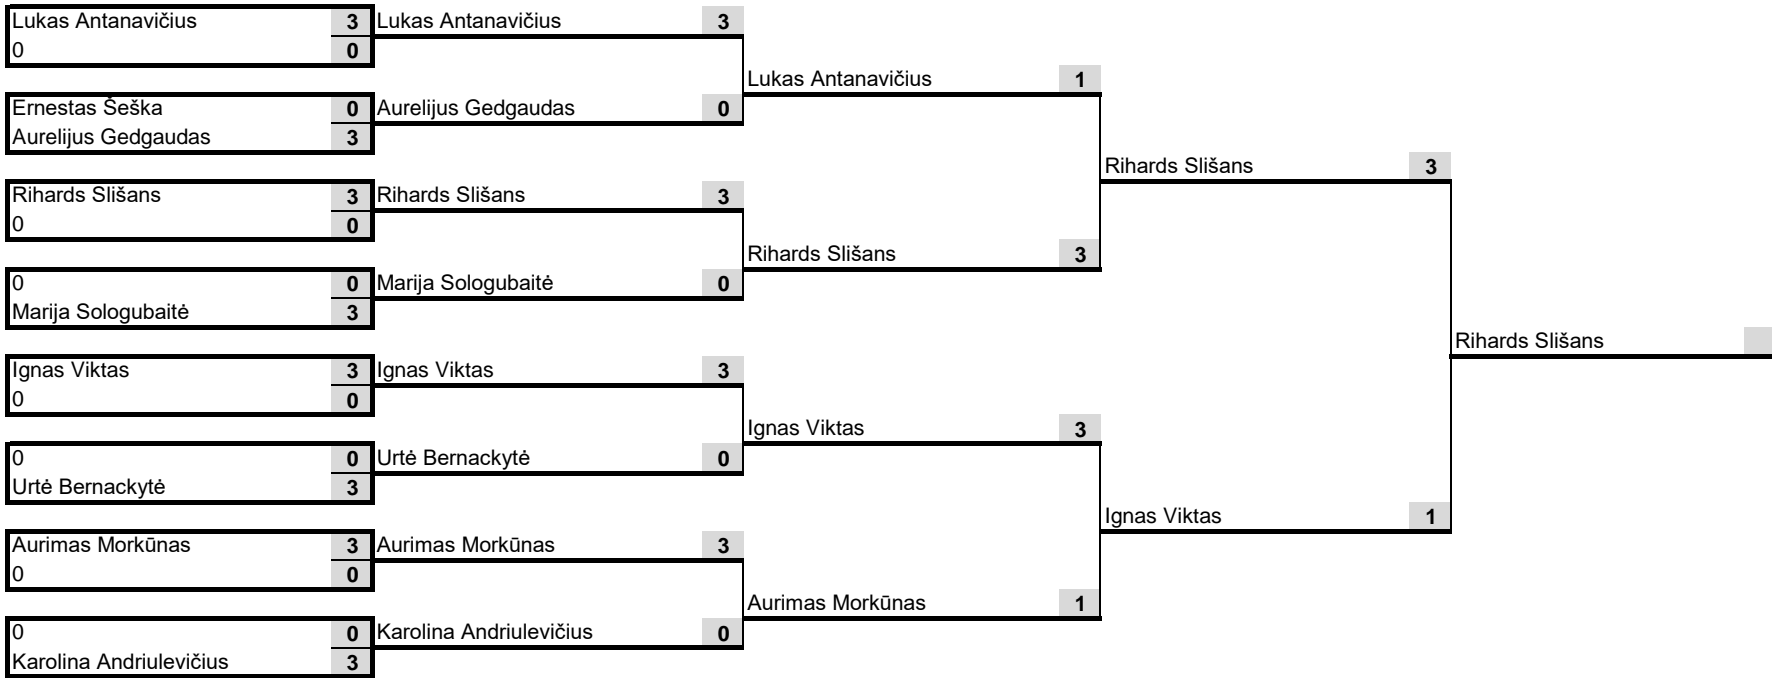 Lukas Antanavičius 3 Lukas Antanavičius 3
0 0
Lukas Antanavičius 1
Ernestas Šeška 0 Aurelijus Gedgaudas 0
Aurelijus Gedgaudas 3
Rihards Slišans 3
Rihards Slišans 3 Rihards Slišans 3
0 0
Rihards Slišans 3
0 0 Marija Sologubaitė 0
Marija Sologubaitė 3
Rihards Slišans
Ignas Viktas 3 Ignas Viktas 3
0 0
Ignas Viktas 3
0 0 Urtė Bernackytė 0
Urtė Bernackytė 3
Ignas Viktas 1
Aurimas Morkūnas 3 Aurimas Morkūnas 3
0 0
Aurimas Morkūnas 1
0 0 Karolina Andriulevičius 0
Karolina Andriulevičius 3